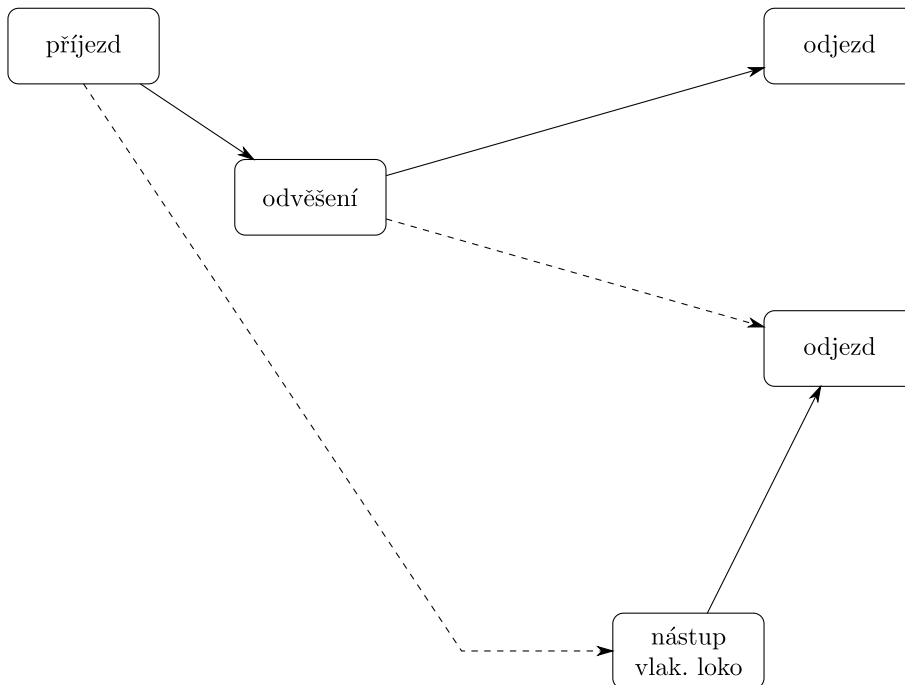 příjezd
odjezd
odvěšení
odjezd
nástup
vlak. loko